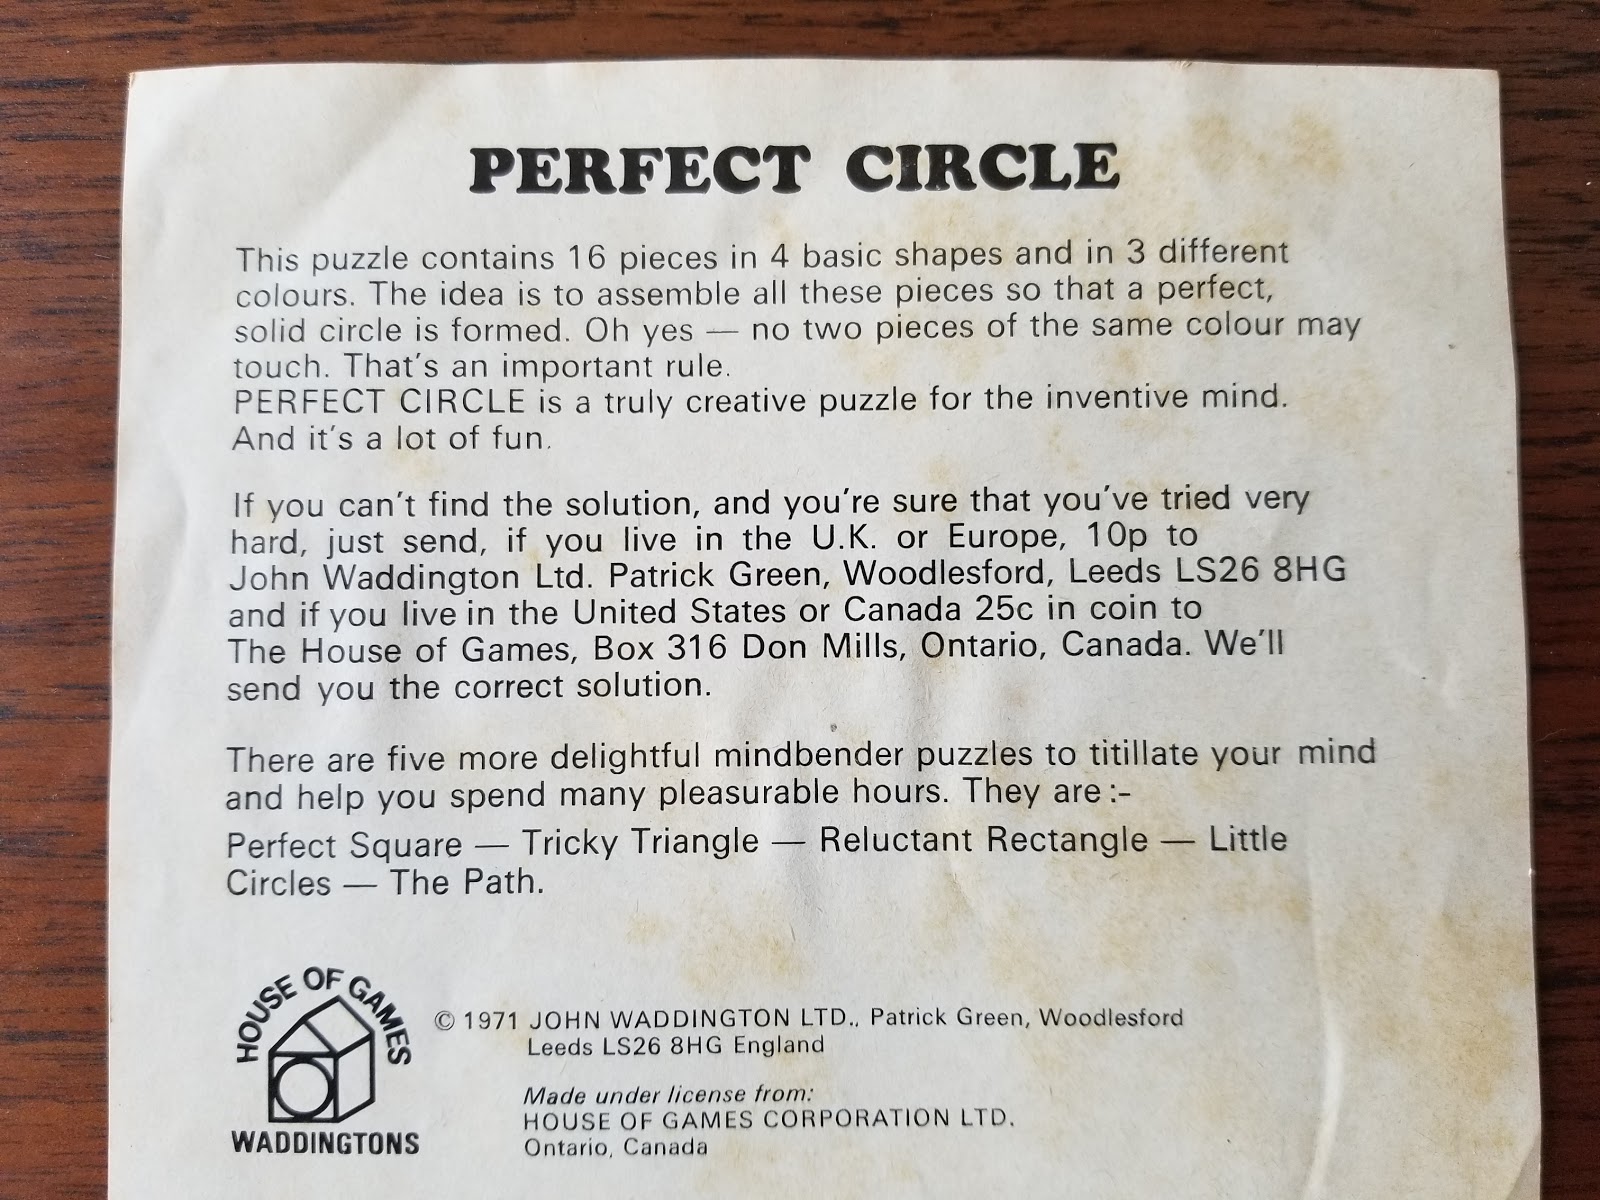 PERFECT CIRCLE
This puzzle contains 16 pieces in 4 basic shapes and in 3 different
colours. The idea is to assemble all these pieces so that a perfect,
solid circle is formed. Oh yes — no two pieces of the same colour may
touch. That's an important rule.
PERFECT CIRCLE is a truly creative puzzle for the inventive mind.
And it's a lot of fun.
If you can't find the solution, and you're sure that you've tried very
hard, just send, if you live in the U.K. or Europe, 10p to
John Waddington Ltd. Patrick Green, Woodlesford, Leeds LS26 8HG
and if you live in the United States or Canada 25c in coin to
The House of Games, Box 316 Don Mills, Ontario, Canada. We'll
send you the correct solution.
There are five more delightful mindbender puzzles to titillate your mind
and help you spend many pleasurable hours. They are :-
Perfect Square — Tricky Triangle — Reluctant Rectangle — Little
Circles — The Path.
HOUSE OF GAMES
WADDINGTONS
© 1971 JOHN WADDINGTON LTD., Patrick Green, Woodlesford
Leeds LS26 8HG England
Made under license from:
HOUSE OF GAMES CORPORATION LTD.
Ontario, Canada